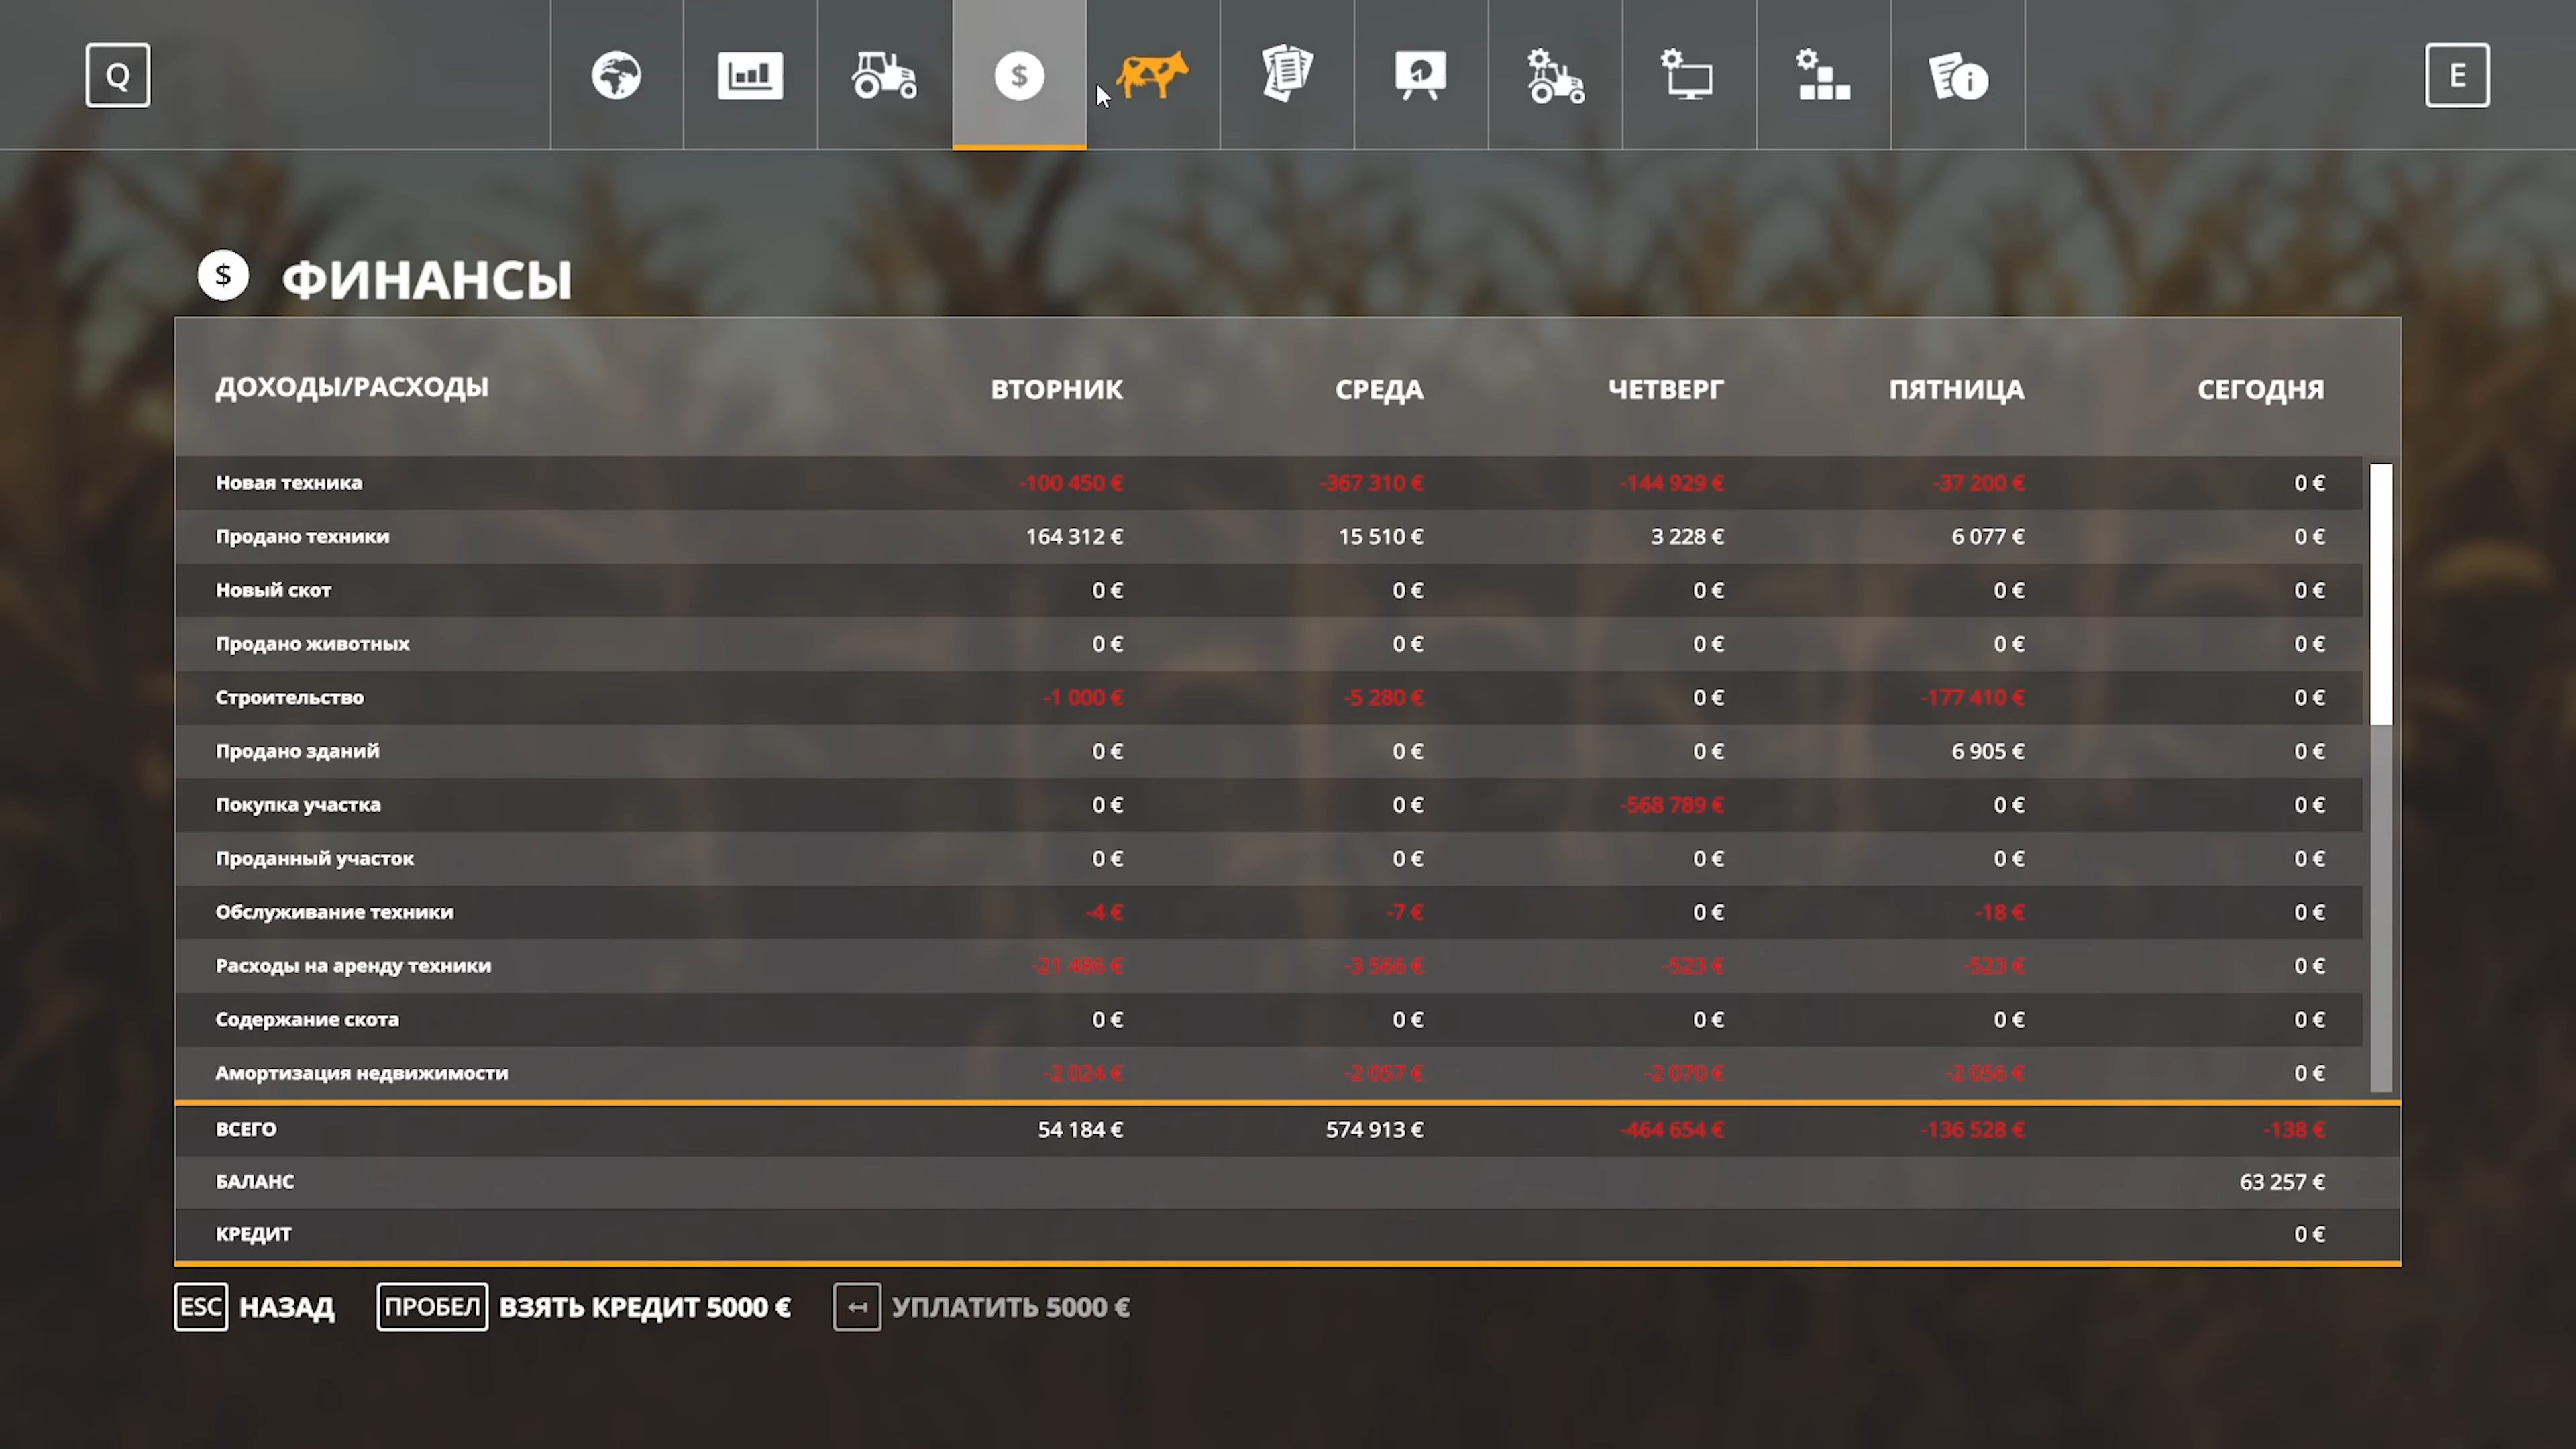 Q
$
E
$ ФИНАНСЫ
ДОХОДЫ/РАСХОДЫ ВТОРНИК СРЕДА ЧЕТВЕРГ ПЯТНИЦА СЕГОДНЯ
Новая техника -100 450 € -367 310 € -144 929 € -37 200 € 0 €
Продано техники 164 312 € 15 510 € 3 228 € 6 077 € 0 €
Новый скот 0 € 0 € 0 € 0 € 0 €
Продано животных 0 € 0 € 0 € 0 € 0 €
Строительство -1 000 € -5 280 € 0 € -177 410 € 0 €
Продано зданий 0 € 0 € 0 € 6 905 € 0 €
Покупка участка 0 € 0 € -568 789 € 0 € 0 €
Проданный участок 0 € 0 € 0 € 0 € 0 €
Обслуживание техники -4 € -7 € 0 € -18 € 0 €
Расходы на аренду техники -21 486 € -3 566 € -523 € -523 € 0 €
Содержание скота 0 € 0 € 0 € 0 € 0 €
Амортизация недвижимости -2 024 € -2 057 € -2 070 € -2 056 € 0 €
ВСЕГО 54 184 € 574 913 € -464 654 € -136 528 € -138 €
БАЛАНС 63 257 €
КРЕДИТ 0 €
ESC НАЗАД ПРОБЕЛ ВЗЯТЬ КРЕДИТ 5000 € УПЛАТИТЬ 5000 €